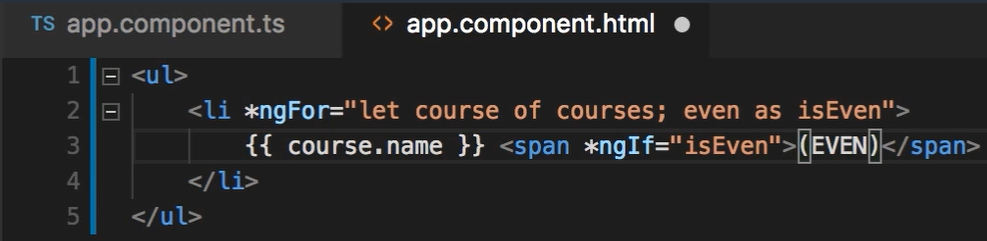 TS app.component.ts <> app.component.html
1 <ul>
2 <li *ngFor="let course of courses; even as isEven">
3 {{ course.name }} <span *ngIf="isEven">(EVEN)</span>
4 </li>
5 </ul>